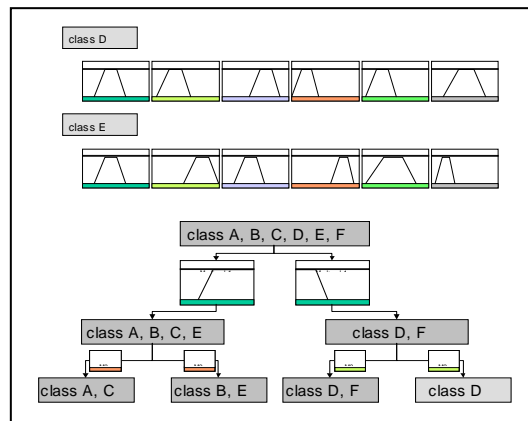 class D
class E
class A, B, C, D, E, F
class A, B, C, E
class D, F
class A, C
class B, E
class D, F
class D